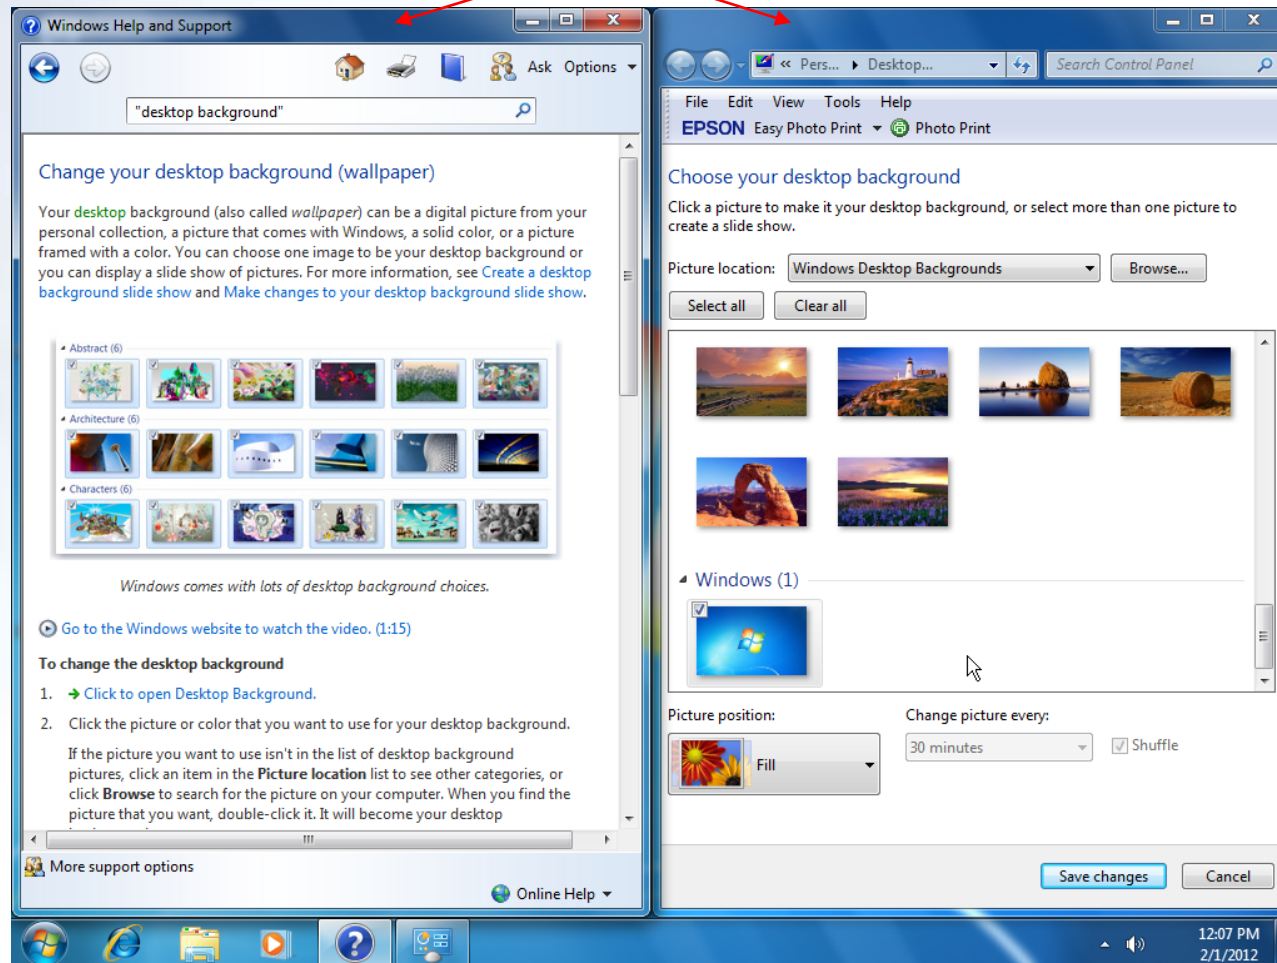 Windows Help and Support
Ask Options
"desktop background"
Change your desktop background (wallpaper)
Your desktop background (also called wallpaper) can be a digital picture from your
personal collection, a picture that comes with Windows, a solid color, or a picture
framed with a color. You can choose one image to be your desktop background or
you can display a slide show of pictures. For more information, see Create a desktop
background slide show and Make changes to your desktop background slide show.
Abstract (6)
Architecture (6)
Characters (6)
Windows comes with lots of desktop background choices.
Go to the Windows website to watch the video. (1:15)
To change the desktop background
1. Click to open Desktop Background.
2. Click the picture or color that you want to use for your desktop background.
If the picture you want to use isn't in the list of desktop background
pictures, click an item in the Picture location list to see other categories, or
click Browse to search for the picture on your computer. When you find the
picture that you want, double-click it. It will become your desktop
More support options
Online Help
« Pers... Desktop...
Search Control Panel
File Edit View Tools Help
EPSON Easy Photo Print Photo Print
Choose your desktop background
Click a picture to make it your desktop background, or select more than one picture to
create a slide show.
Picture location: Windows Desktop Backgrounds Browse...
Select all Clear all
Windows (1)
Picture position: Change picture every:
Fill 30 minutes Shuffle
Save changes Cancel
12:07 PM
2/1/2012